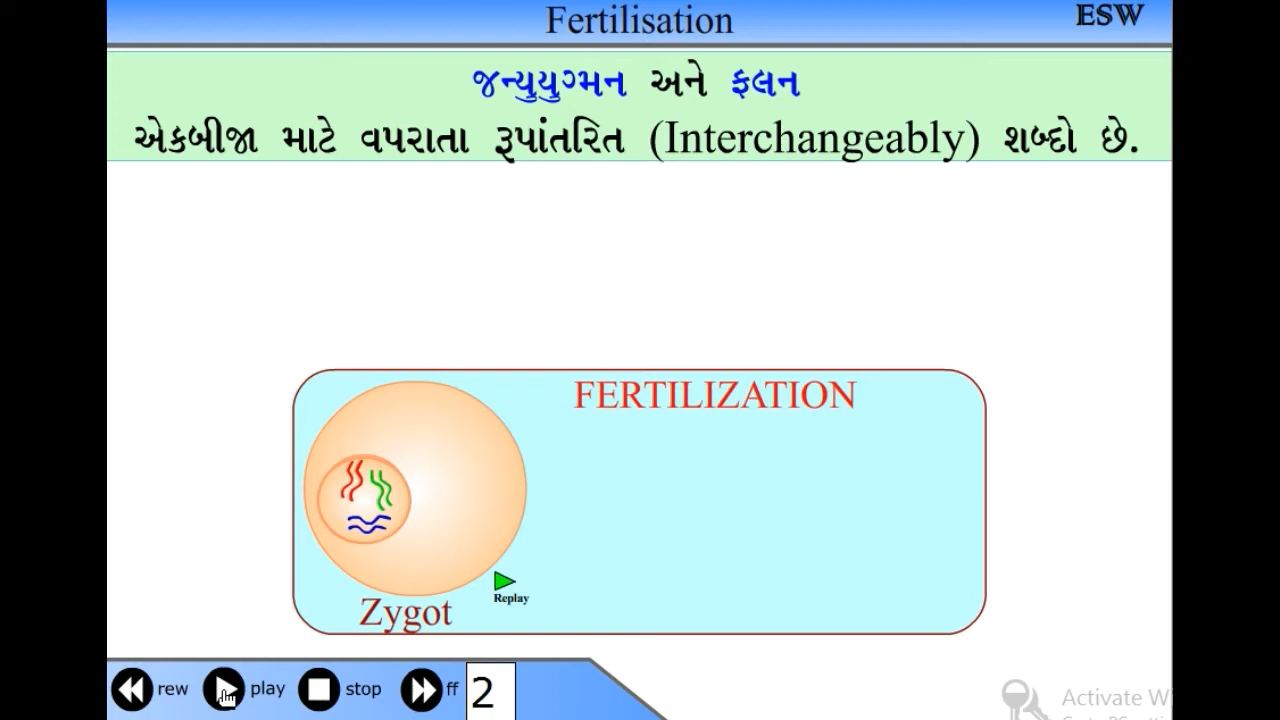 Fertilisation
ESW
જન્યુયુગ્મન અને ફલન
એકબીજા માટે વપરાતા રૂપાંતરિત (Interchangeably) શબ્દો છે.
FERTILIZATION
Replay
Zygot
rew play stop ff 2
Activate W